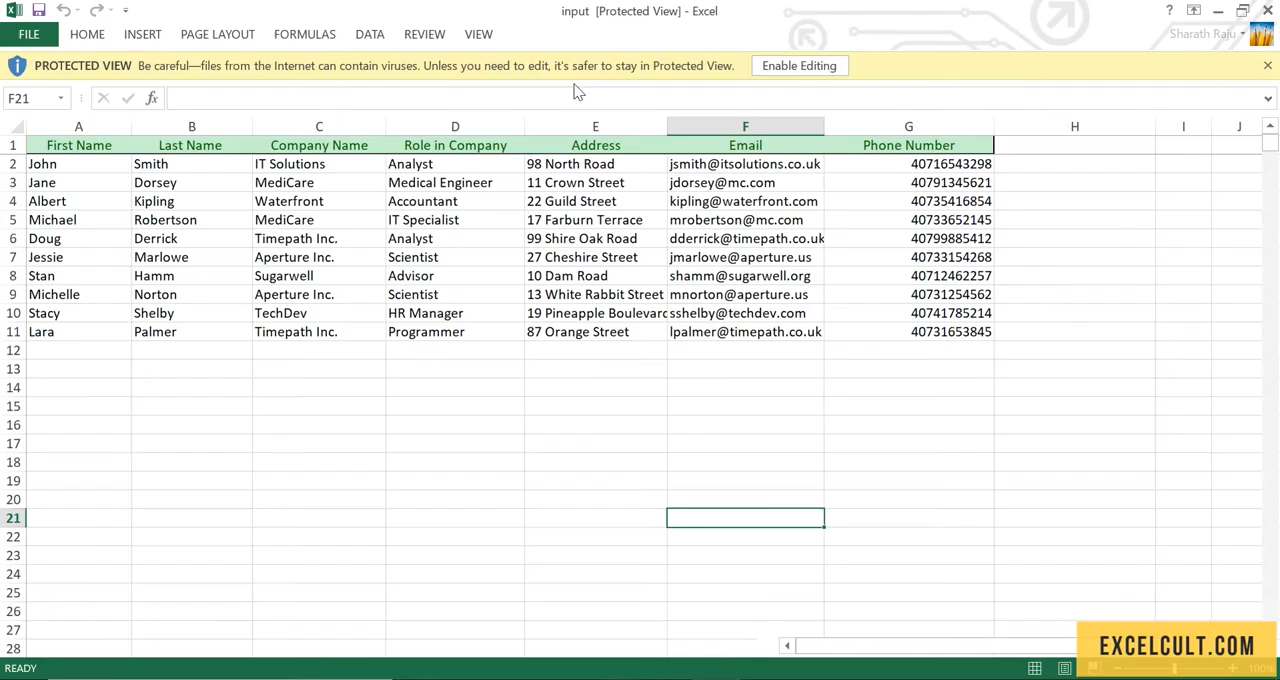 input [Protected View] - Excel
?
FILE HOME INSERT PAGE LAYOUT FORMULAS DATA REVIEW VIEW
Sharath Raju
PROTECTED VIEW Be careful—files from the Internet can contain viruses. Unless you need to edit, it's safer to stay in Protected View. Enable Editing
F21 fx
A B C D E F G H I J
1 First Name Last Name Company Name Role in Company Address Email Phone Number
2 John Smith IT Solutions Analyst 98 North Road jsmith@itsolutions.co.uk 40716543298
3 Jane Dorsey MediCare Medical Engineer 11 Crown Street jdorsey@mc.com 40791345621
4 Albert Kipling Waterfront Accountant 22 Guild Street kipling@waterfront.com 40735416854
5 Michael Robertson MediCare IT Specialist 17 Farburn Terrace mrobertson@mc.com 40733652145
6 Doug Derrick Timepath Inc. Analyst 99 Shire Oak Road dderrick@timepath.co.uk 40799885412
7 Jessie Marlowe Aperture Inc. Scientist 27 Cheshire Street jmarlowe@aperture.us 40733154268
8 Stan Hamm Sugarwell Advisor 10 Dam Road shamm@sugarwell.org 40712462257
9 Michelle Norton Aperture Inc. Scientist 13 White Rabbit Street mnorton@aperture.us 40731254562
10 Stacy Shelby TechDev HR Manager 19 Pineapple Boulevard sshelby@techdev.com 40741785214
11 Lara Palmer Timepath Inc. Programmer 87 Orange Street lpalmer@timepath.co.uk 40731653845
12
13
14
15
16
17
18
19
20
21
22
23
24
25
26
27
28
EXCELCULT.COM
READY 100%